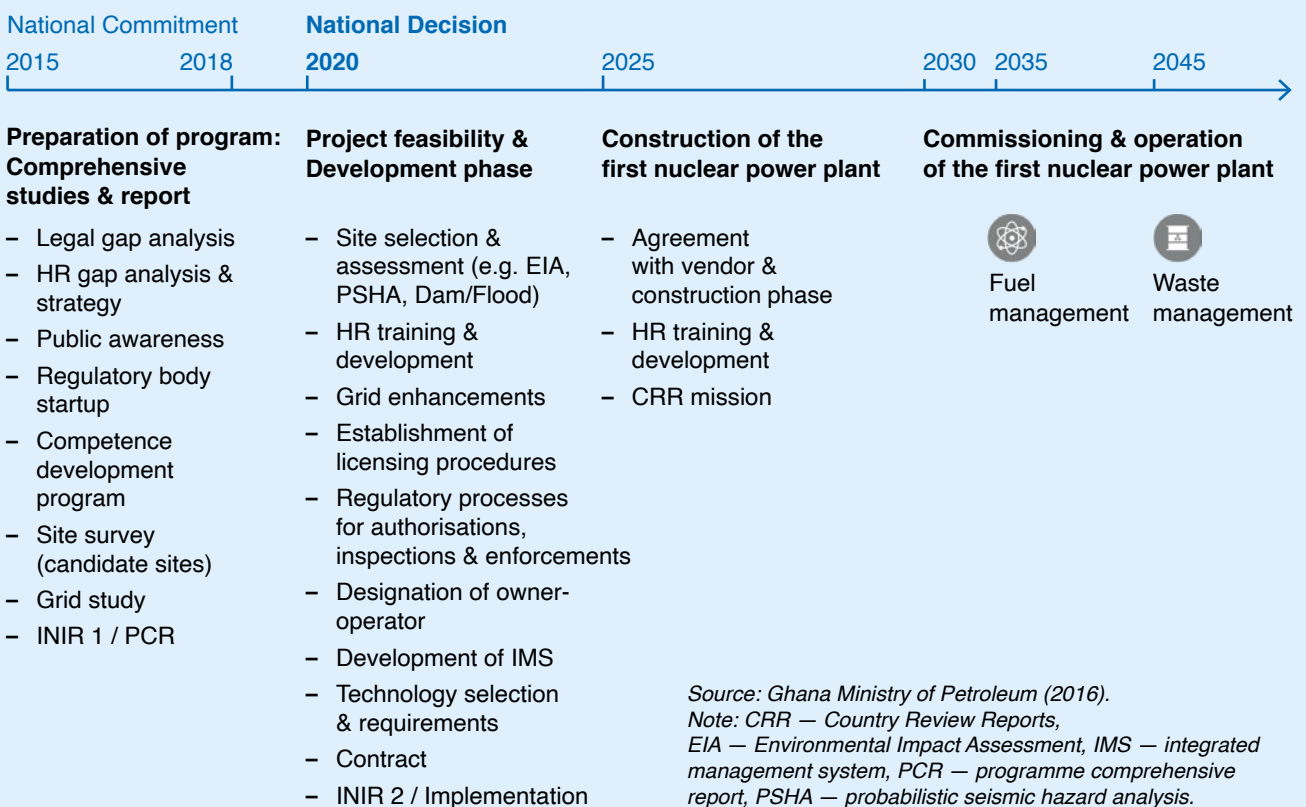 National Commitment
National Decision
2015
2018
2020
2025
2030
2035
2045
Preparation of program:
Comprehensive
studies & report
– Legal gap analysis
– HR gap analysis &
strategy
– Public awareness
– Regulatory body
startup
– Competence
development
program
– Site survey
(candidate sites)
– Grid study
– INIR 1 / PCR
Project feasibility &
Development phase
– Site selection &
assessment (e.g. EIA,
PSHA, Dam/Flood)
– HR training &
development
– Grid enhancements
– Establishment of
licensing procedures
– Regulatory processes
for authorisations,
inspections & enforcements
– Designation of owner-
operator
– Development of IMS
– Technology selection
& requirements
– Contract
– INIR 2 / Implementation
Construction of the
first nuclear power plant
– Agreement
with vendor &
construction phase
– HR training &
development
– CRR mission
Commissioning & operation
of the first nuclear power plant
Fuel
management
Waste
management
Source: Ghana Ministry of Petroleum (2016).
Note: CRR — Country Review Reports,
EIA — Environmental Impact Assessment, IMS — integrated
management system, PCR — programme comprehensive
report, PSHA — probabilistic seismic hazard analysis.